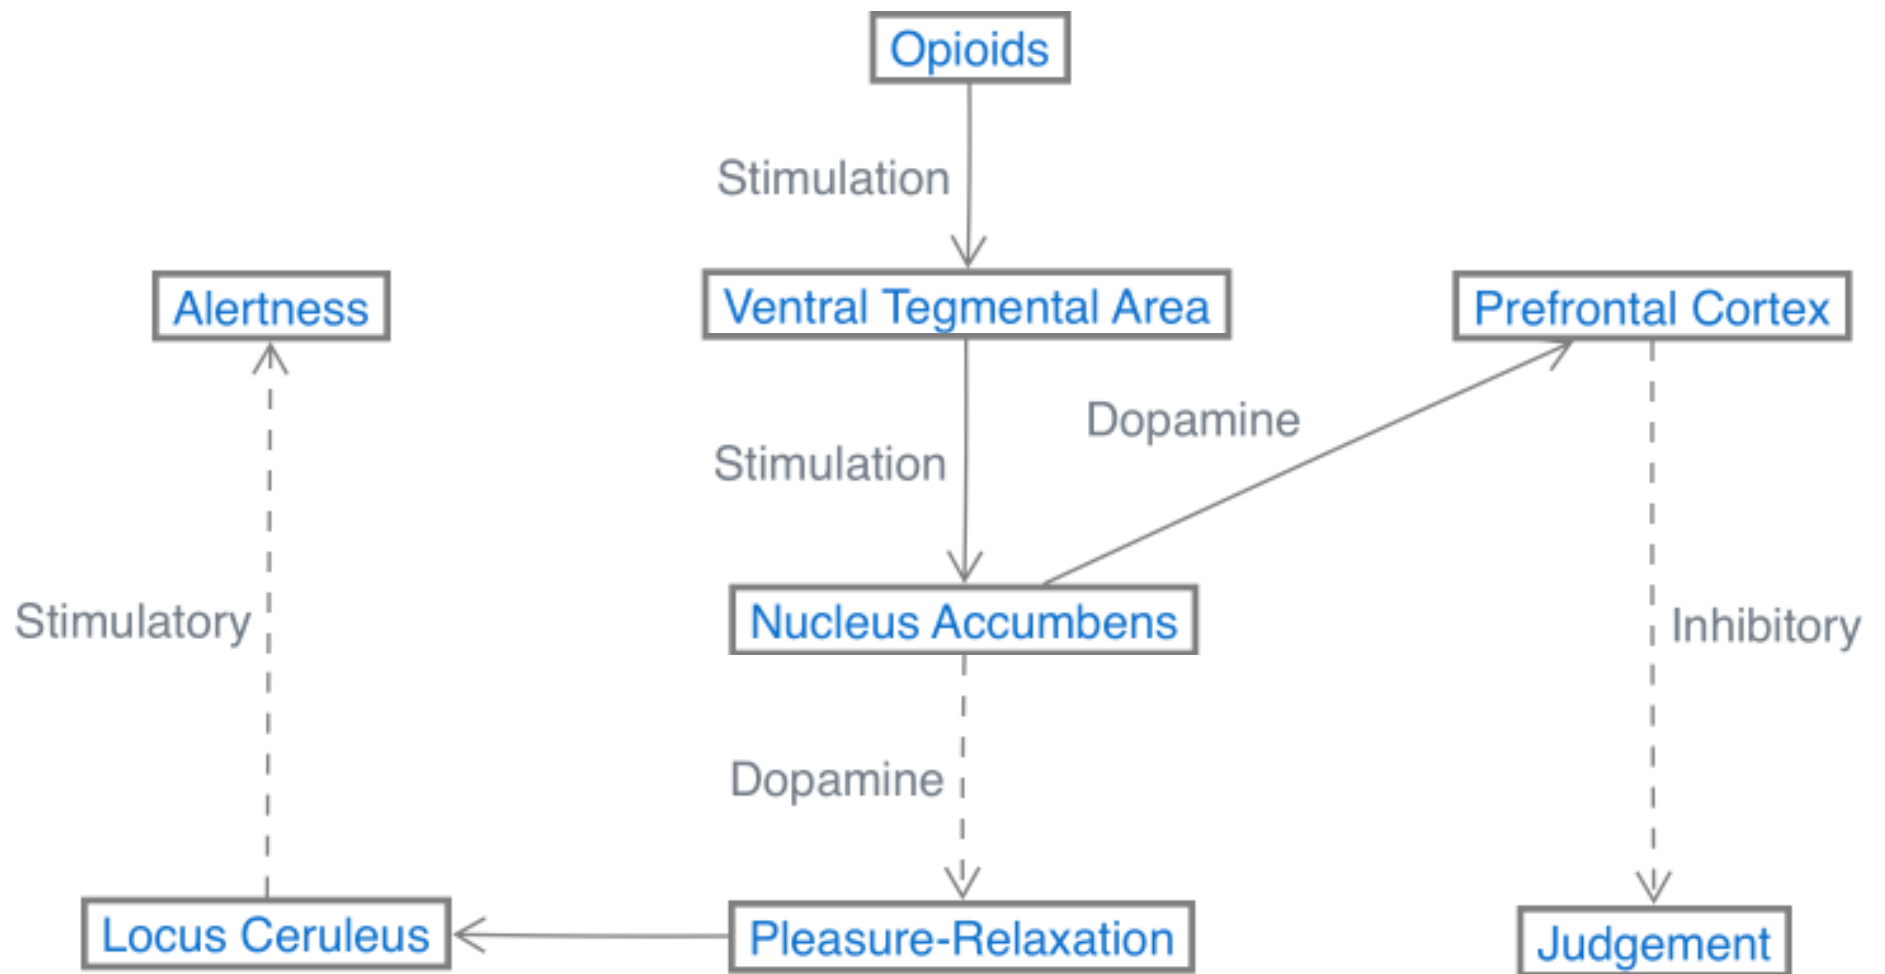 Opioids
Stimulation
Alertness
Ventral Tegmental Area
Prefrontal Cortex
Dopamine
Stimulation
Stimulatory
Nucleus Accumbens
Inhibitory
Dopamine
Locus Ceruleus
Pleasure-Relaxation
Judgement